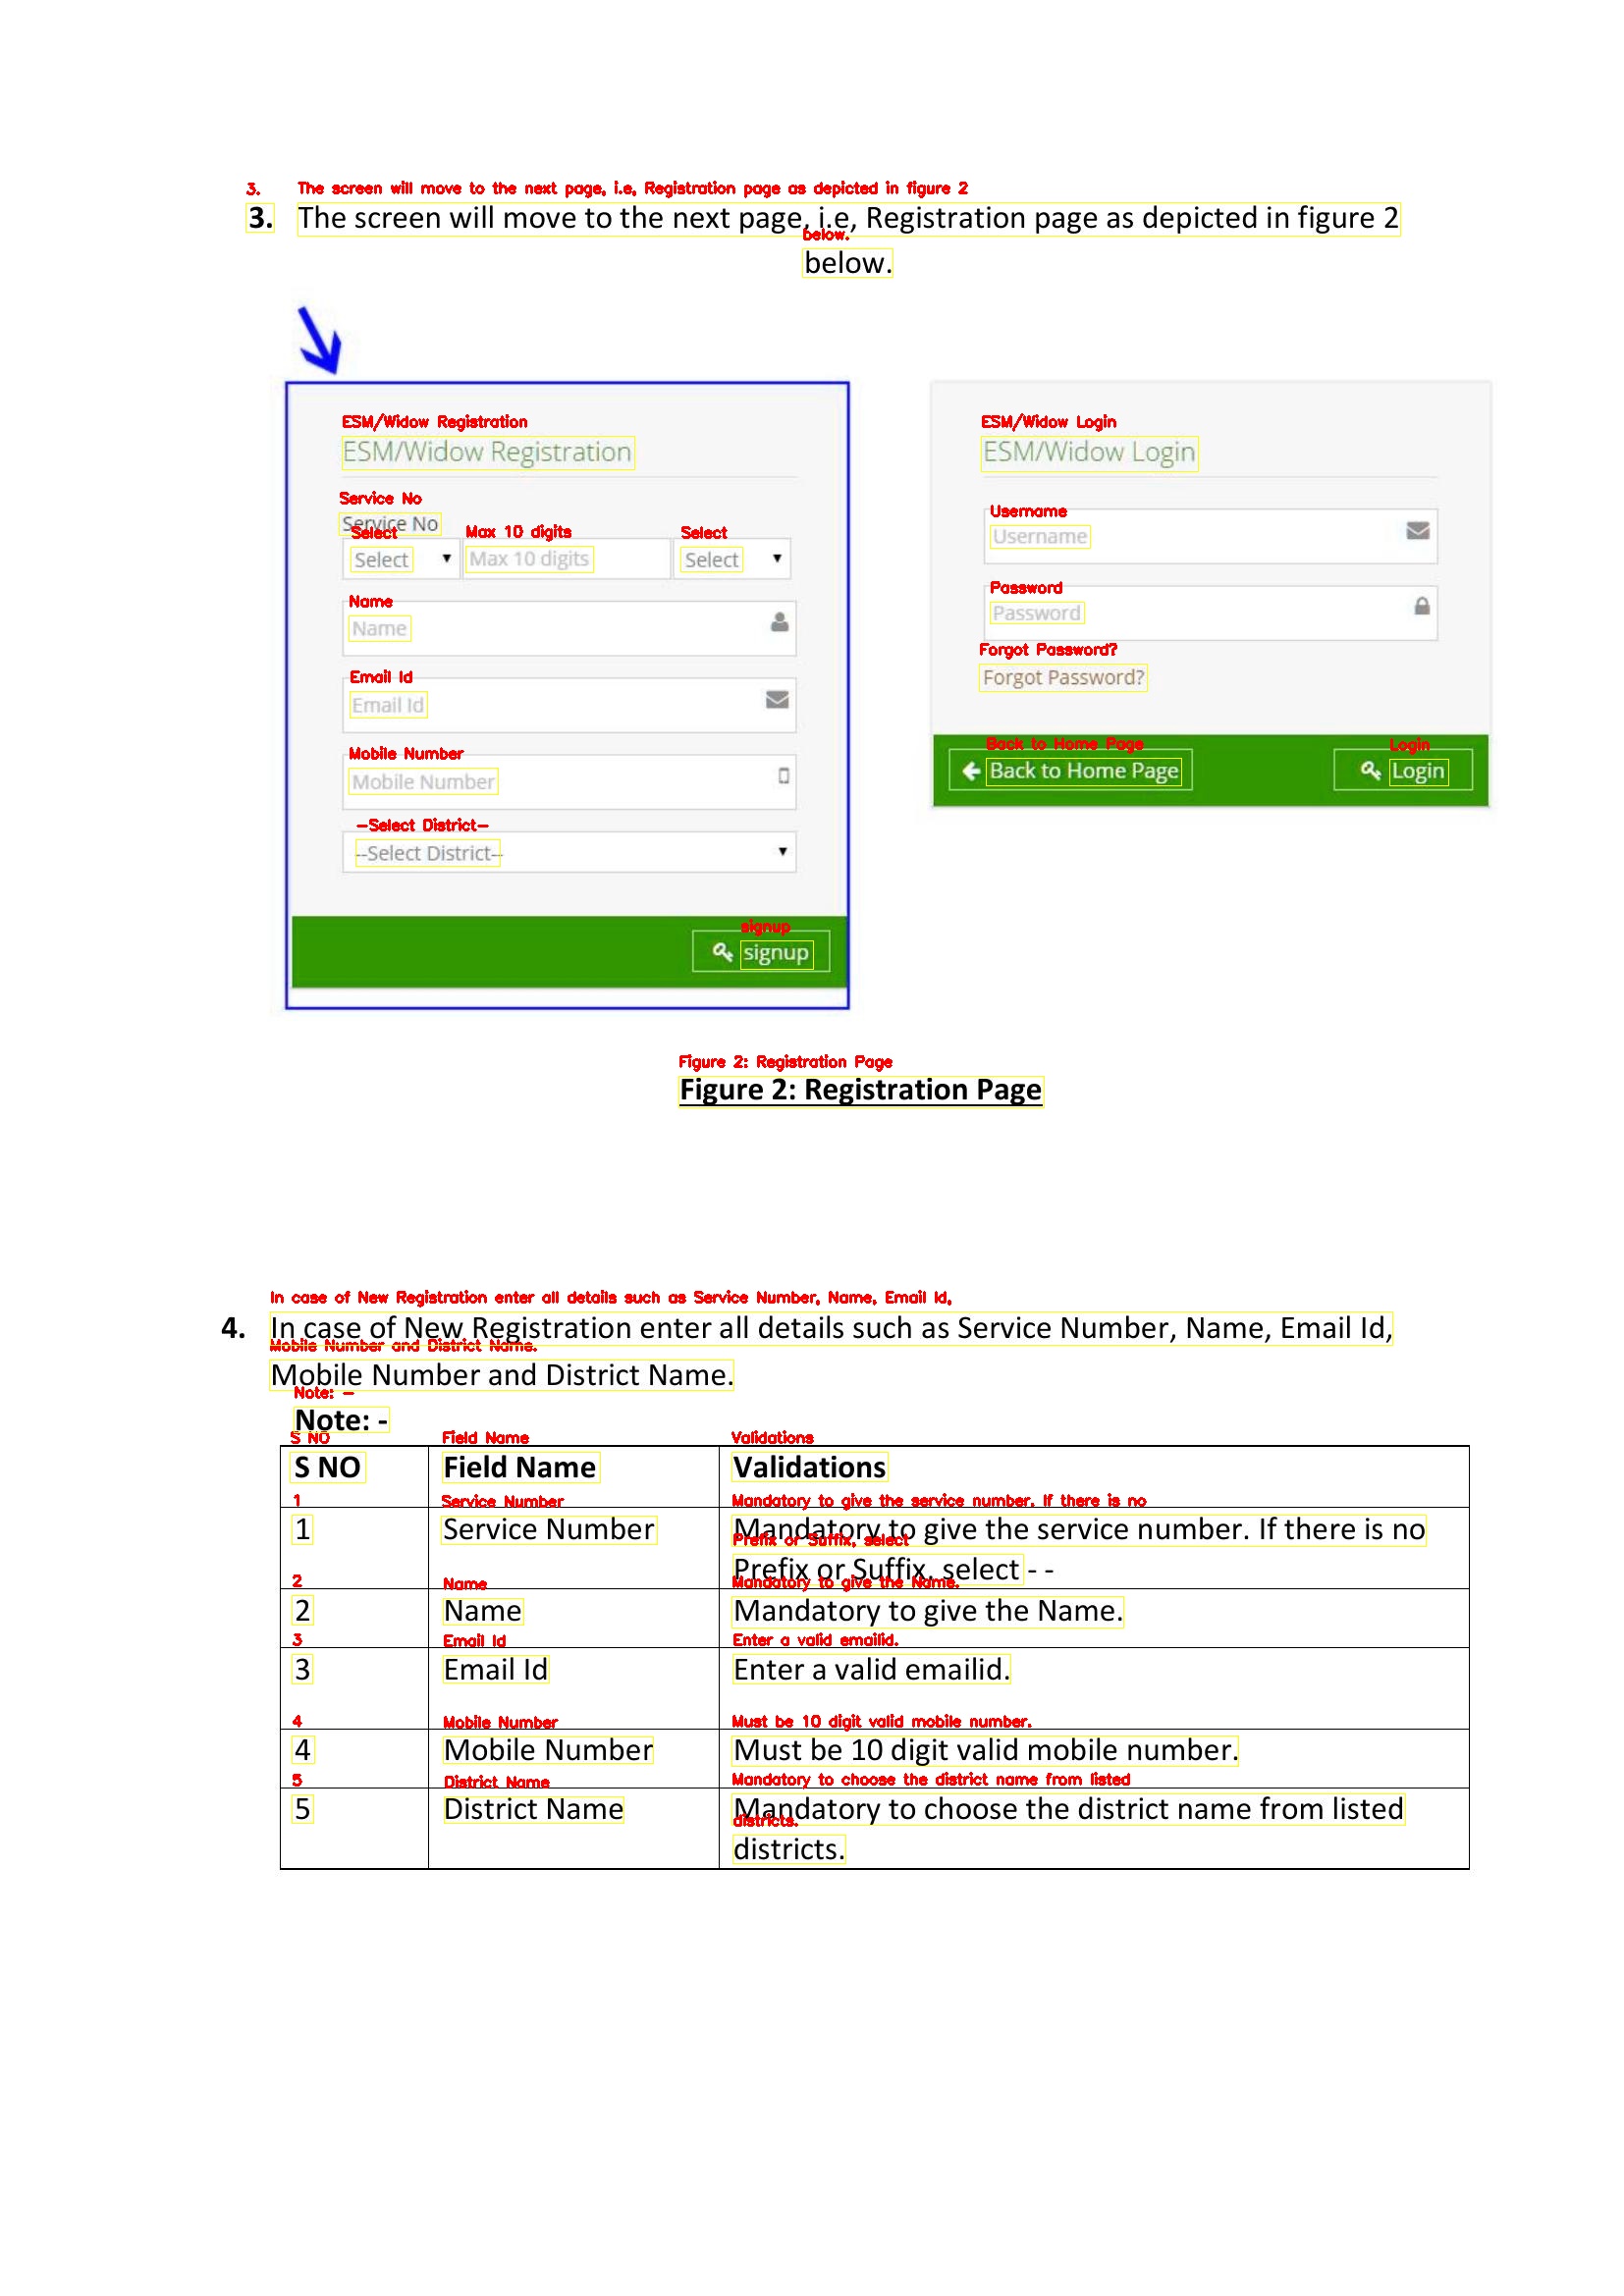 3. The screen will move to the next page, i.e, Registration page as depicted in figure 2
below.
ESM/Widow Registration
Service No
Select Max 10 digits Select
Name
Email Id
Mobile Number
--Select District--
signup
ESM/Widow Login
Username
Password
Forgot Password?
Back to Home Page Login
Figure 2: Registration Page
4. In case of New Registration enter all details such as Service Number, Name, Email Id,
Mobile Number and District Name.
Note: -
S NO Field Name Validations
1 Service Number Mandatory to give the service number. If there is no
Prefix or Suffix, select - -
2 Name Mandatory to give the Name.
3 Email Id Enter a valid emailid.
4 Mobile Number Must be 10 digit valid mobile number.
5 District Name Mandatory to choose the district name from listed
districts.